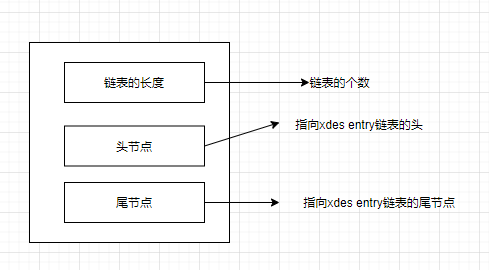 链表的长度
链表的个数
头节点
指向xdes entry链表的头
尾节点
指向xdes entry链表的尾节点